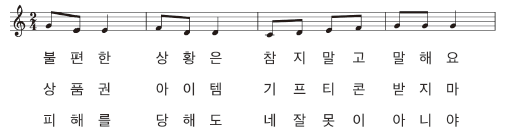 2/4
불 편 한 상 황 은 참 지 말 고 말 해 요
상 품 권 아 이 템 기 프 티 콘 받 지 마
피 해 를 당 해 도 네 잘 못 이 아 니 야